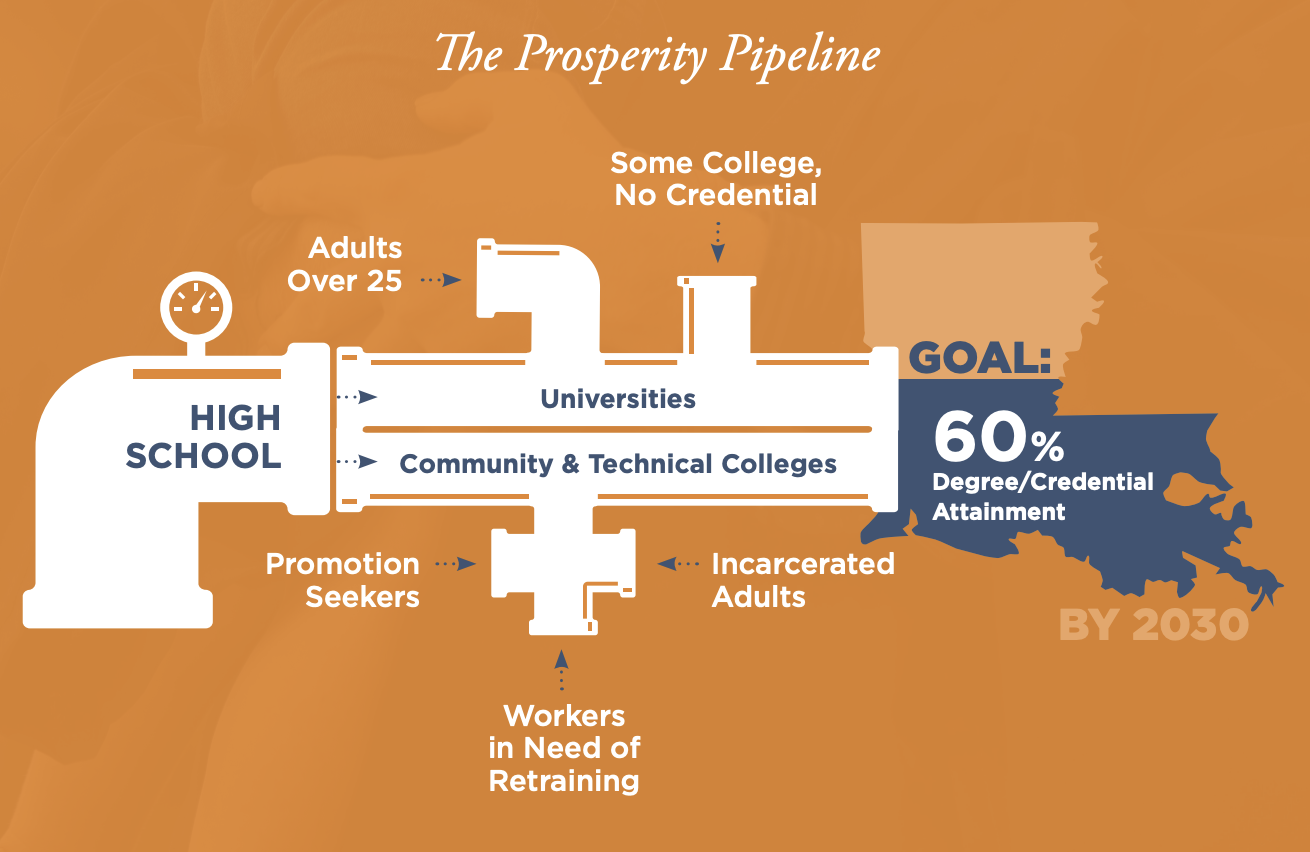 The Prosperity Pipeline
Some College,
No Credential
Adults
Over 25
HIGH
SCHOOL
Universities
Community & Technical Colleges
GOAL:
60%
Degree/Credential
Attainment
BY 2030
Promotion
Seekers
Incarcerated
Adults
Workers
in Need of
Retraining